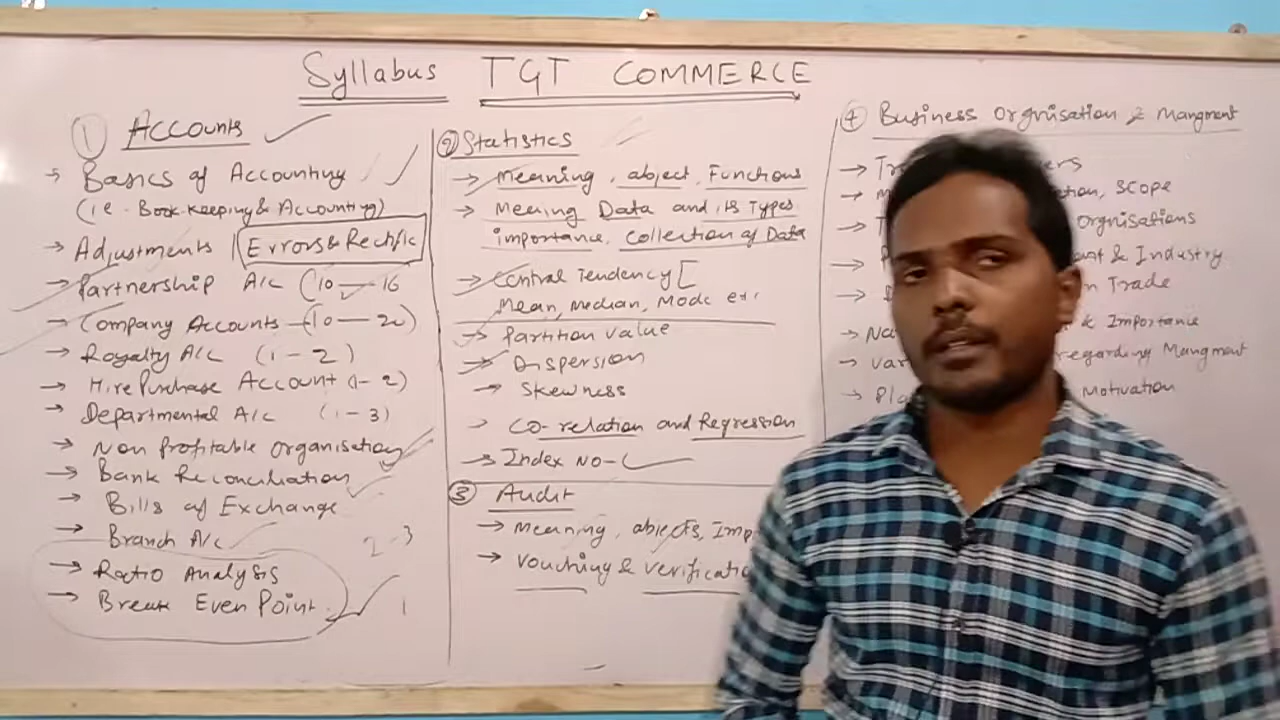 Syllabus TGT COMMERCE
① Accounts
→ Basics of Accounting
(i.e. Book-keeping & Accounting)
→ Adjustments | Errors & Rectific
→ Partnership A/c (10 — 16
→ Company Accounts (10 — 20)
→ Royalty A/c (1 - 2)
→ Hire Purchase Account (1-2)
→ Departmental A/c (1-3)
→ Non Profitable organisation
→ Bank Reconciliation
→ Bills of Exchange
→ Branch A/c
2-3
→ Ratio Analysis
→ Break Even Point
1
② Statistics
→ Meaning, object, Functions
→ Meaning Data and its Types
importance, Collection of Data
→ Central Tendency [
Mean, median, Mode
→ Partition value
→ Dispersion
→ Skewness
→ Co-relation and Regression
→ Index No-
③ Audit
→ Meaning, objects, Imp
→ Vouching & verificatio
④ Business Orgnisation & Mangment
→
Scope
→ Orgnisations
→ & Industry
→ Trade
→ & Importance
→ regarding Mangment
→ Motivation